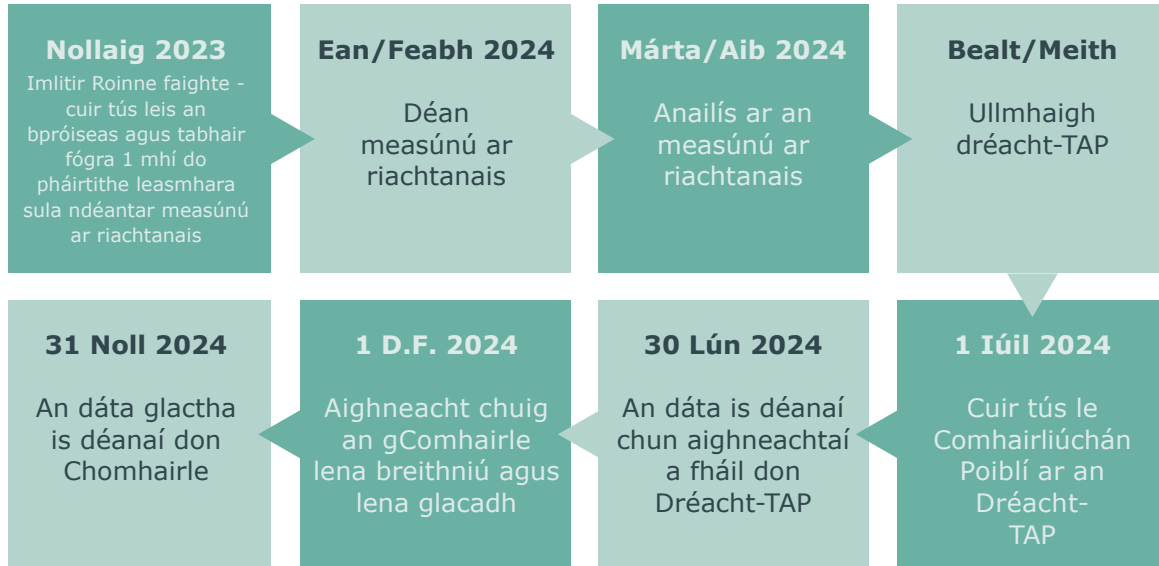 Nollaig 2023
Imlitir Roinne faighte -
cuir tús leis an
bpróiseas agus tabhair
fógra 1 mhí do
pháirtithe leasmhara
sula ndéantar measúnú
ar riachtanais
Ean/Feabh 2024
Déan
measúnú ar
riachtanais
Márta/Aib 2024
Anailís ar an
measúnú ar
riachtanais
Bealt/Meith
Ullmhaigh
dréacht-TAP
1 Iúil 2024
Cuir tús le
Comhairliúchán
Poiblí ar an
Dréacht-
TAP
30 Lún 2024
An dáta is déanaí
chun aighneachtaí
a fháil don
Dréacht-TAP
1 D.F. 2024
Aighneacht chuig
an gComhairle
lena breithniú agus
lena glacadh
31 Noll 2024
An dáta glactha
is déanaí don
Chomhairle